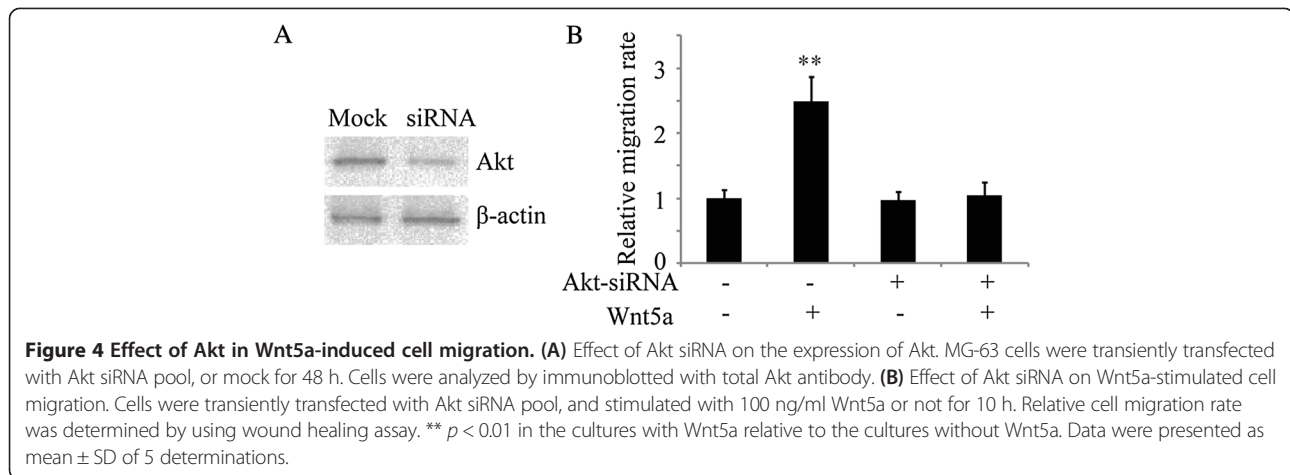 A
B
Mock siRNA
Akt
β-actin
Relative migration rate
3
2
1
0
**
Akt-siRNA - - + +
Wnt5a - + - +
Figure 4 Effect of Akt in Wnt5a-induced cell migration. (A) Effect of Akt siRNA on the expression of Akt. MG-63 cells were transiently transfected
with Akt siRNA pool, or mock for 48 h. Cells were analyzed by immunoblotted with total Akt antibody. (B) Effect of Akt siRNA on Wnt5a-stimulated cell
migration. Cells were transiently transfected with Akt siRNA pool, and stimulated with 100 ng/ml Wnt5a or not for 10 h. Relative cell migration rate
was determined by using wound healing assay. ** p < 0.01 in the cultures with Wnt5a relative to the cultures without Wnt5a. Data were presented as
mean ± SD of 5 determinations.